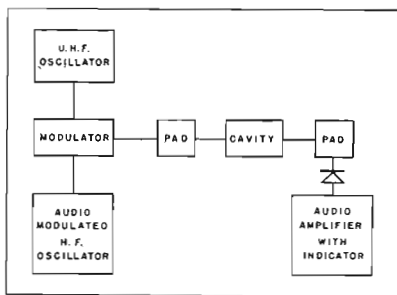 U.H.F.
OSCILLATOR
MODULATOR
PAD
CAVITY
PAD
AUDIO
MODULATED
H.F.
OSCILLATOR
AUDIO
AMPLIFIER
WITH
INDICATOR